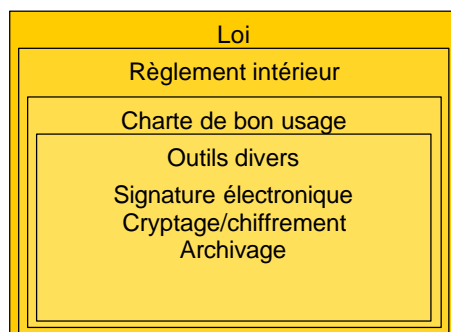 Loi
Règlement intérieur
Charte de bon usage
Outils divers
Signature électronique
Cryptage/chiffrement
Archivage